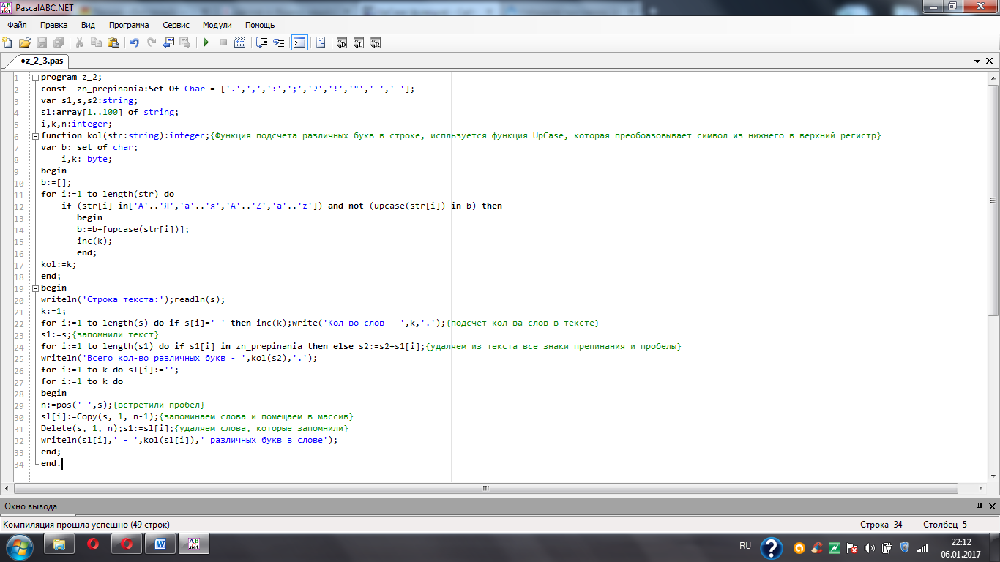 PascalABC.NET
Файл Правка Вид Программа Сервис Модули Помощь
•z_2_3.pas
1 program z_2;
2 const  zn_prepinania:Set Of Char = ['.',',',':',';','?','!','"',' ','-'];
3 var s1,s,s2:string;
4 sl:array[1..100] of string;
5 i,k,n:integer;
6 function kol(str:string):integer;{Функция подсчета различных букв в строке, испльзуется функция UpCase, которая преобоазовывает символ из нижнего в верхний регистр}
7 var b: set of char;
8     i,k: byte;
9 begin
10 b:=[];
11 for i:=1 to length(str) do
12     if (str[i] in['А'..'Я','а'..'я','A'..'Z','a'..'z']) and not (upcase(str[i]) in b) then
13        begin
14        b:=b+[upcase(str[i])];
15        inc(k);
16        end;
17 kol:=k;
18 end;
19 begin
20 writeln('Строка текста:');readln(s);
21 k:=1;
22 for i:=1 to length(s) do if s[i]=' ' then inc(k);write('Кол-во слов - ',k,'.');{подсчет кол-ва слов в тексте}
23 s1:=s;{запомнили текст}
24 for i:=1 to length(s1) do if s1[i] in zn_prepinania then else s2:=s2+s1[i];{удаляем из текста все знаки препинания и пробелы}
25 writeln('Всего кол-во различных букв - ',kol(s2),'.');
26 for i:=1 to k do sl[i]:='';
27 for i:=1 to k do
28 begin
29 n:=pos(' ',s);{встретили пробел}
30 sl[i]:=Copy(s, 1, n-1);{запоминаем слова и помещаем в массив}
31 Delete(s, 1, n);s1:=sl[i];{удаляем слова, которые запомнили}
32 writeln(sl[i],' - ',kol(sl[i]),' различных букв в слове');
33 end;
34 end.
Окно вывода
Компиляция прошла успешно (49 строк) Строка 34 Столбец 5
RU 22:12
06.01.2017